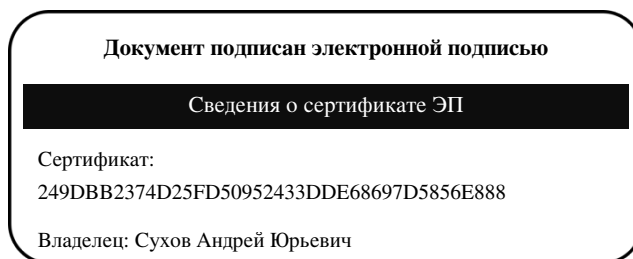 Документ подписан электронной подписью
Сведения о сертификате ЭП
Сертификат:
249DBB2374D25FD50952433DDE68697D5856E888
Владелец: Сухов Андрей Юрьевич